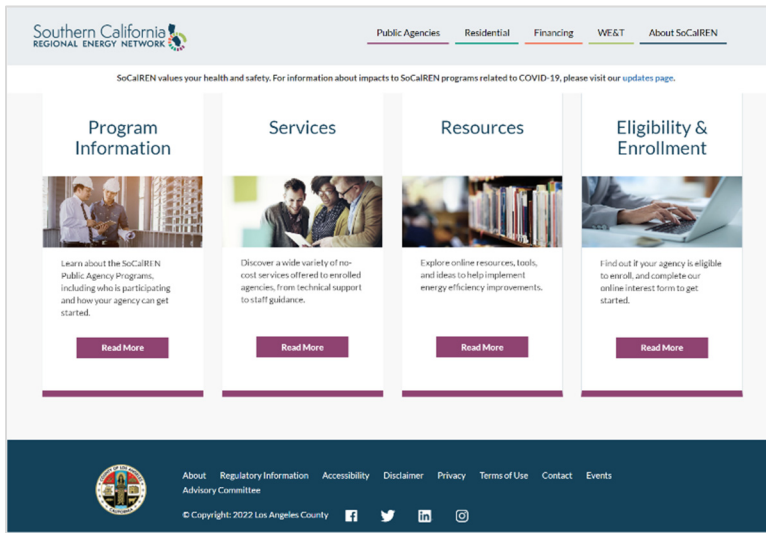 Southern California
REGIONAL ENERGY NETWORK
Public Agencies Residential Financing WE&T About SoCalREN
SoCalREN values your health and safety. For information about impacts to SoCalREN programs related to COVID-19, please visit our updates page.
Program
Information
Learn about the SoCalREN
Public Agency Programs,
including who is participating
and how your agency can get
started.
Read More
Services
Discover a wide variety of no-
cost services offered to enrolled
agencies, from technical support
to staff guidance.
Read More
Resources
Explore online resources, tools,
and ideas to help implement
energy efficiency improvements.
Read More
Eligibility &
Enrollment
Find out if your agency is eligible
to enroll, and complete our
online interest form to get
started.
Read More
COUNTY OF LOS ANGELES
CALIFORNIA
About Regulatory Information Accessibility Disclaimer Privacy Terms of Use Contact Events
Advisory Committee
© Copyright: 2022 Los Angeles County